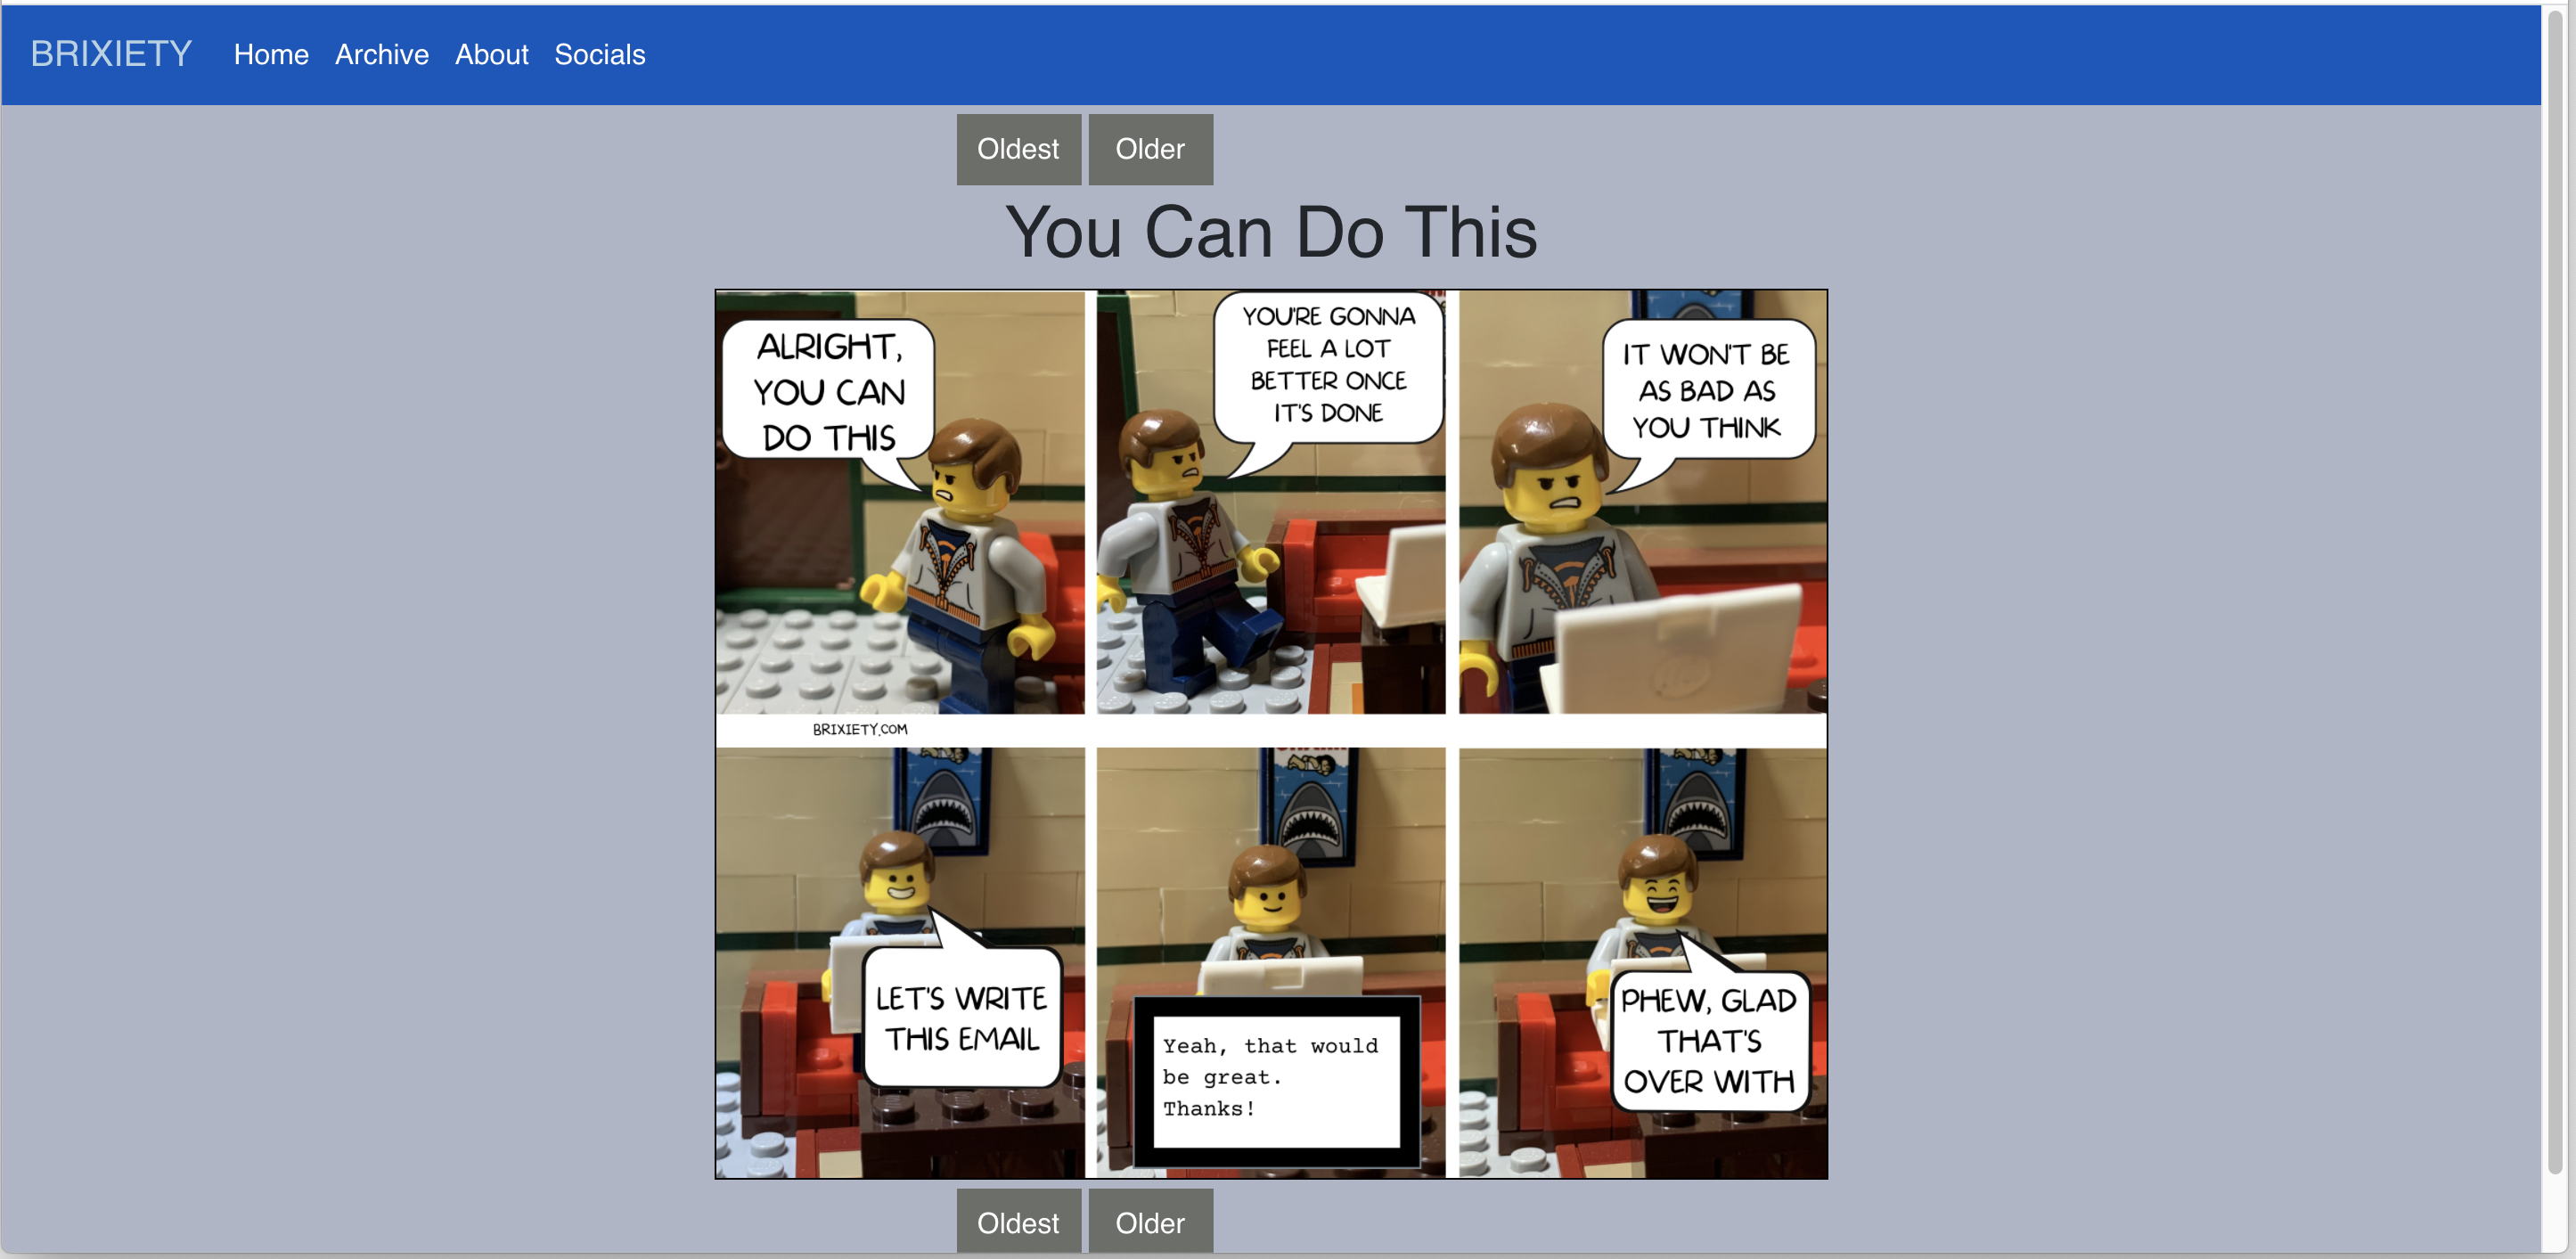 BRIXIETY Home Archive About Socials
Oldest Older
You Can Do This
ALRIGHT,
YOU CAN
DO THIS
YOU'RE GONNA
FEEL A LOT
BETTER ONCE
IT'S DONE
IT WON'T BE
AS BAD AS
YOU THINK
BRIXIETY.COM
LET'S WRITE
THIS EMAIL
Yeah, that would
be great.
Thanks!
PHEW, GLAD
THAT'S
OVER WITH
Oldest Older